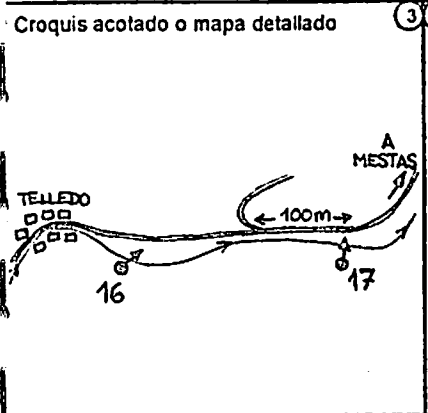 Croquis acotado o mapa detallado
3
A
MESTAS
TELLEDO
100m
16
17